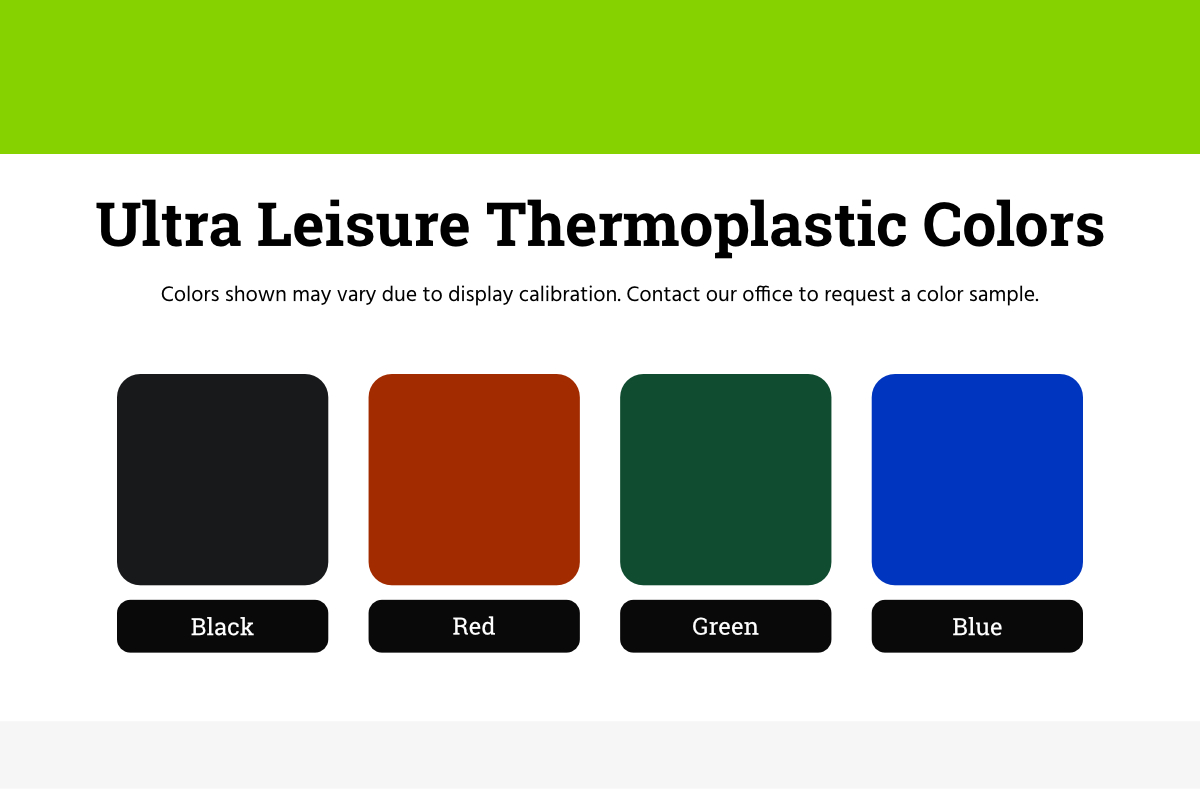 Ultra Leisure Thermoplastic Colors
Colors shown may vary due to display calibration. Contact our office to request a color sample.
Black
Red
Green
Blue